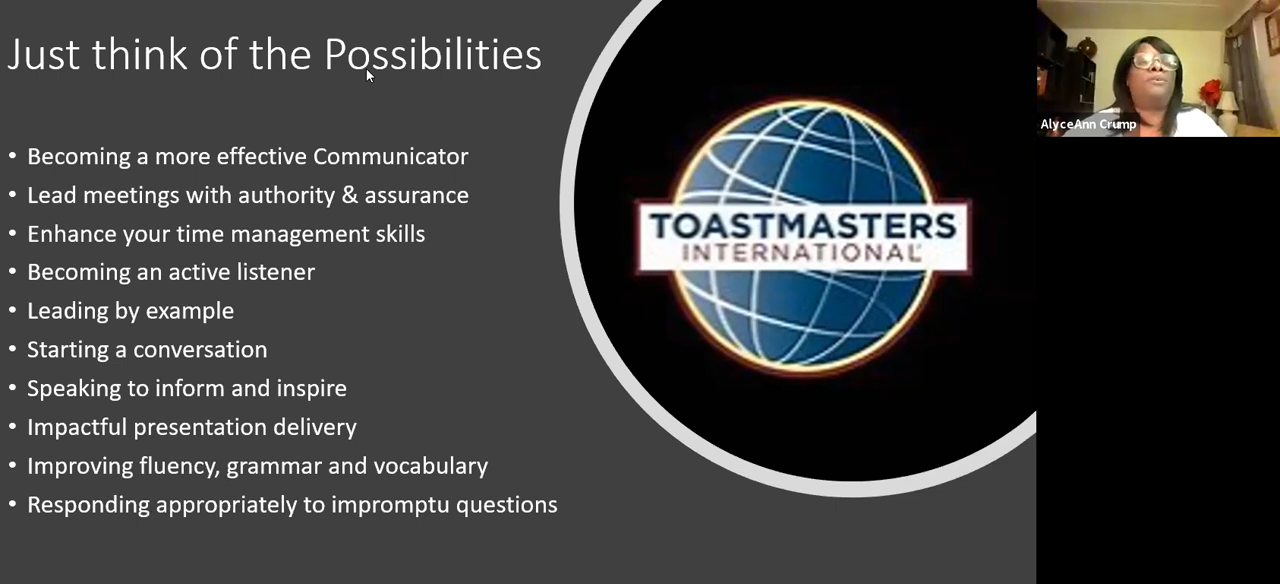 Just think of the Possibilities
• Becoming a more effective Communicator
• Lead meetings with authority & assurance
• Enhance your time management skills
• Becoming an active listener
• Leading by example
• Starting a conversation
• Speaking to inform and inspire
• Impactful presentation delivery
• Improving fluency, grammar and vocabulary
• Responding appropriately to impromptu questions
TOASTMASTERS
INTERNATIONAL
AlyceAnn Crump